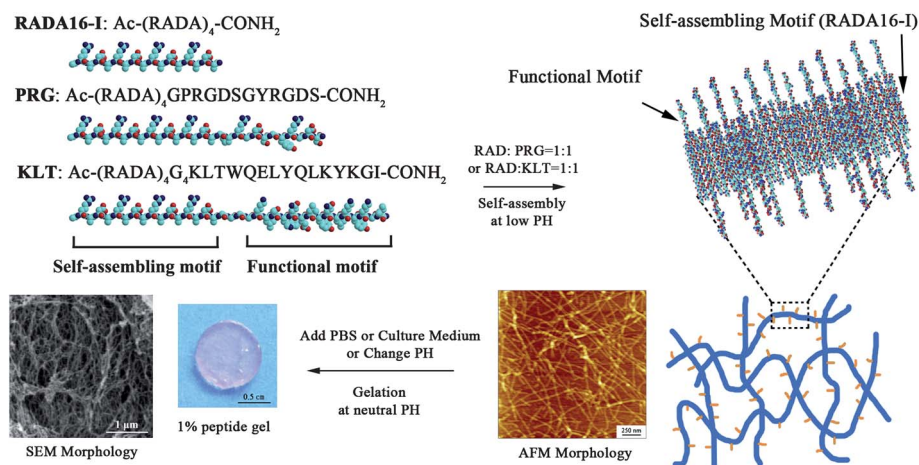 RADA16-I: Ac-(RADA)4-CONH2
PRG: Ac-(RADA)4GPRGDSGYRGDS-CONH2
KLT: Ac-(RADA)4G4KLTWQELYQLKYKGI-CONH2
Self-assembling motif
Functional motif
RAD: PRG=1:1
or RAD:KLT=1:1
Self-assembly
at low PH
Self-assembling Motif (RADA16-I)
Functional Motif
1 μm
SEM Morphology
0.5 cm
1% peptide gel
Add PBS or Culture Medium
or Change PH
Gelation
at neutral PH
250 nm
AFM Morphology